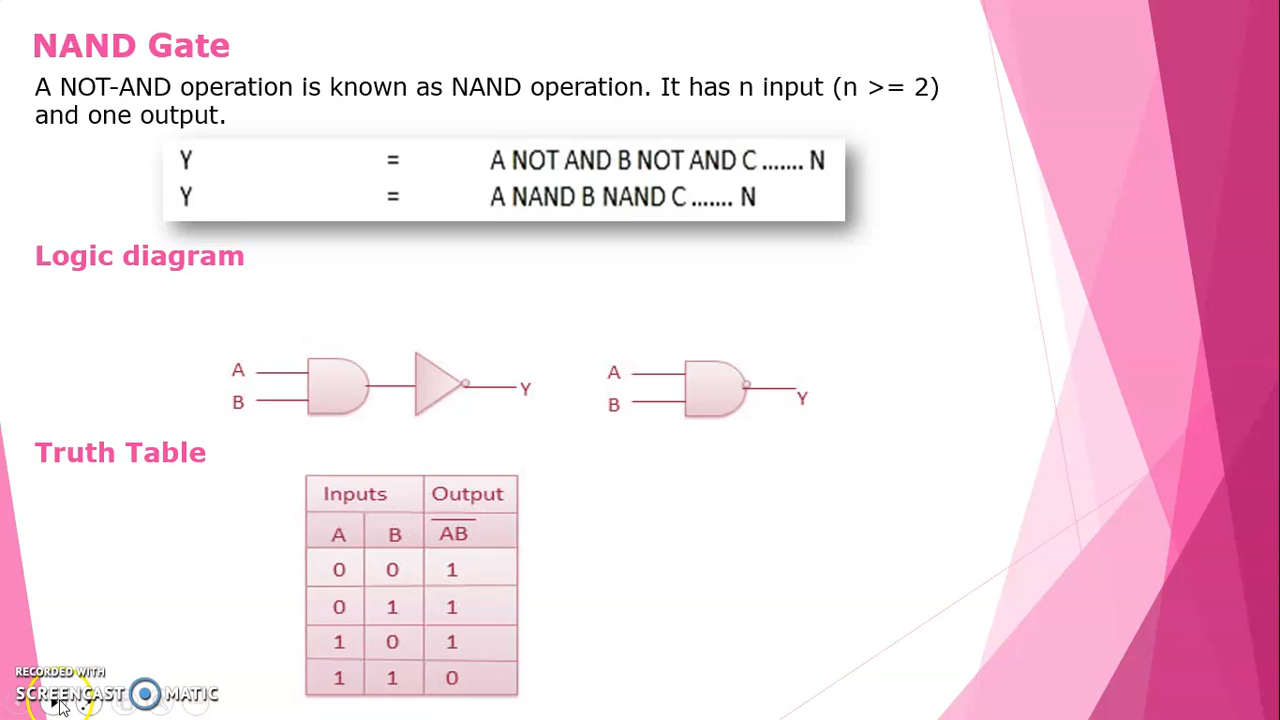 NAND Gate
A NOT-AND operation is known as NAND operation. It has n input (n >= 2)
and one output.
Y = A NOT AND B NOT AND C ....... N
Y = A NAND B NAND C ....... N
Logic diagram
A
B
Y
A
B
Y
Truth Table
Inputs Output
A B A̅B̅
0 0 1
0 1 1
1 0 1
1 1 0
RECORDED WITH
SCREENCAST MATIC